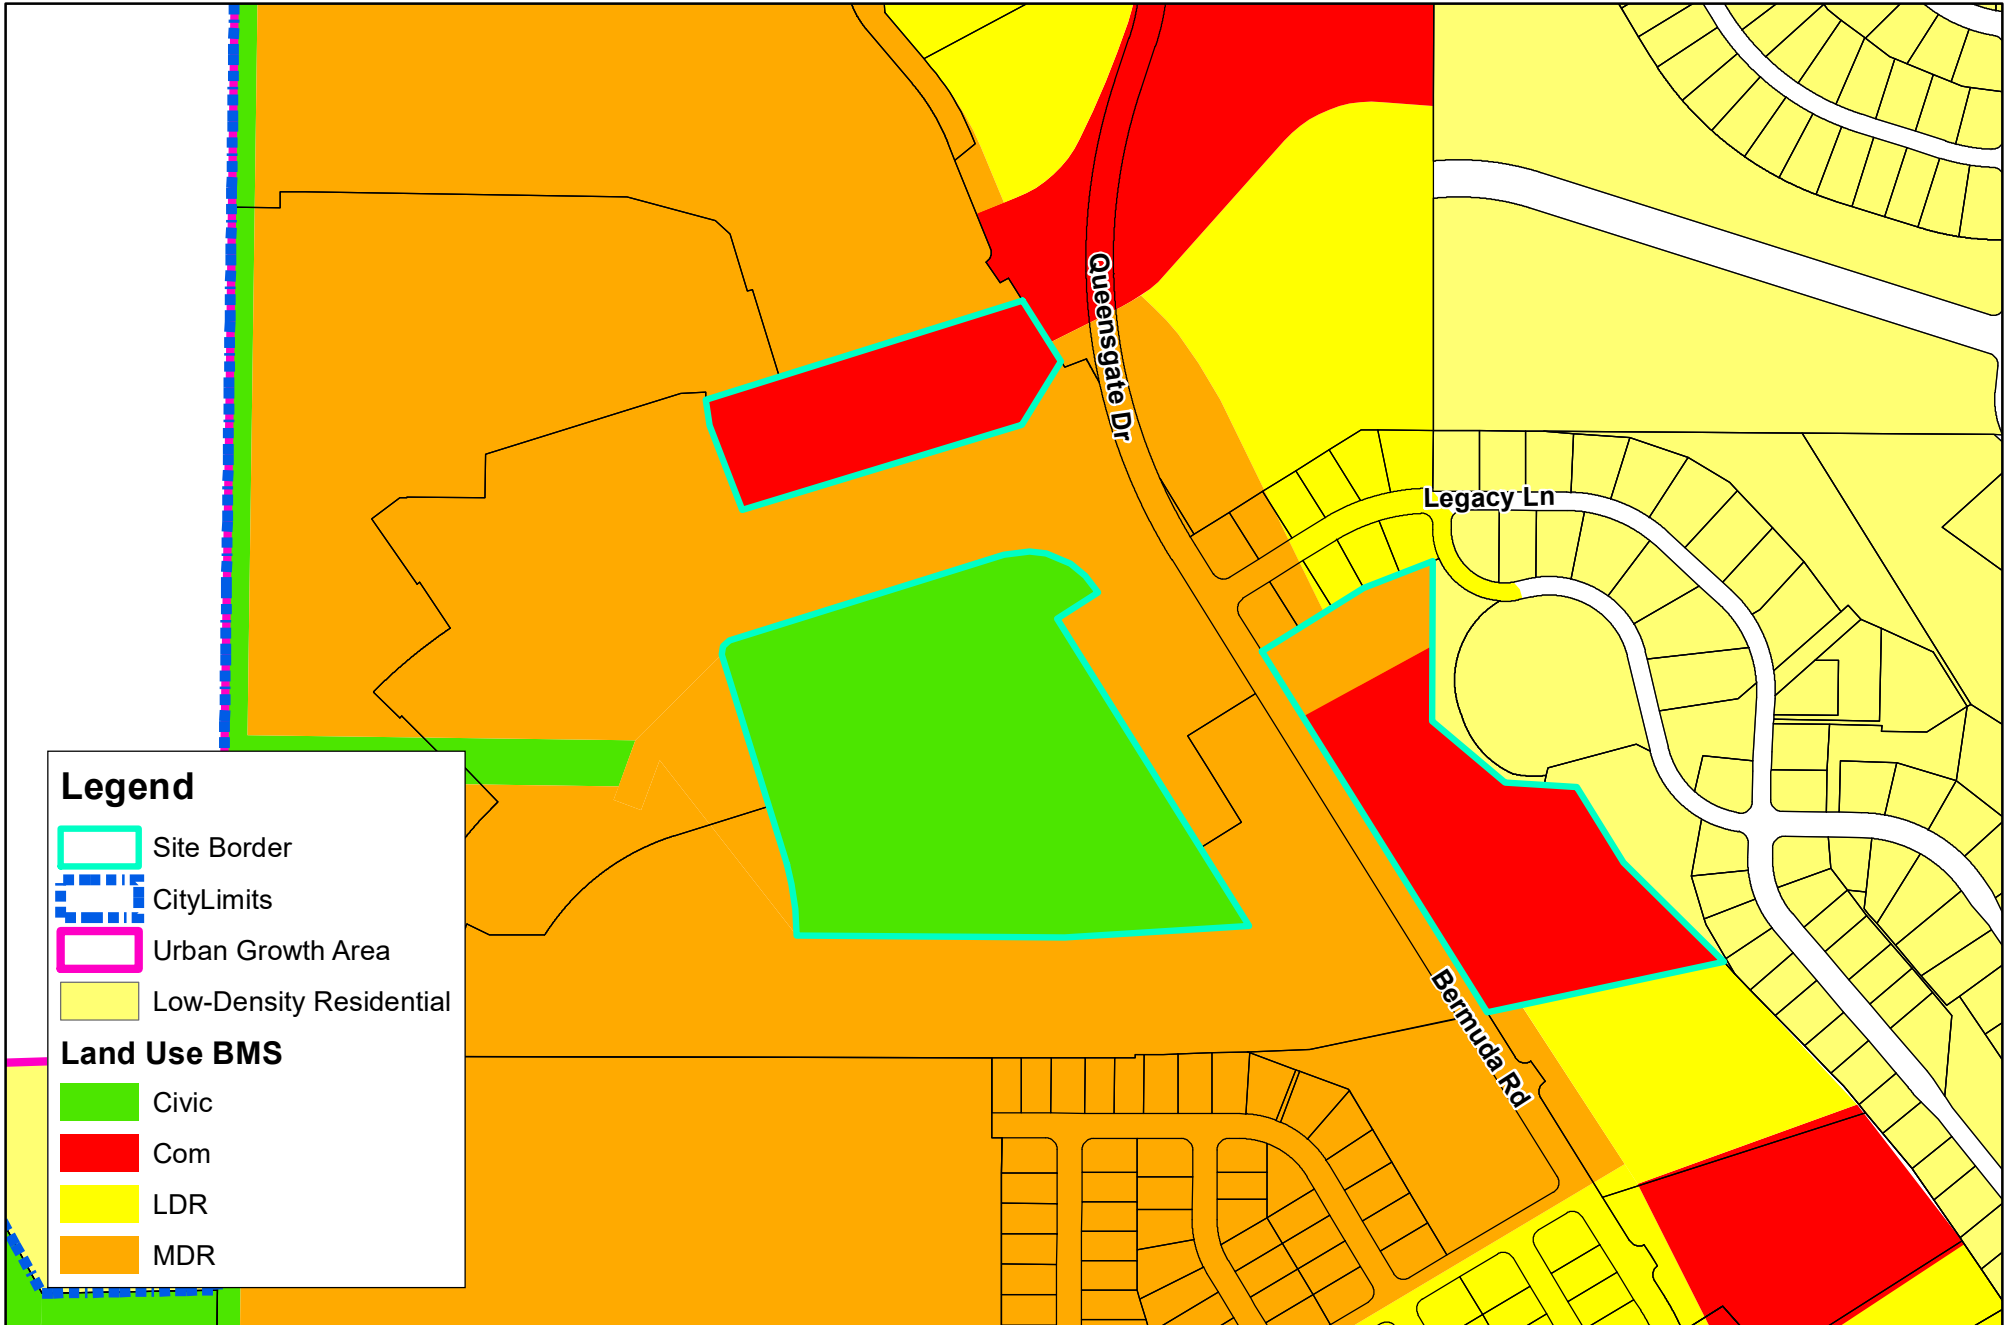 Queensgate Dr
Legacy Ln
Bermuda Rd
Legend
Site Border
CityLimits
Urban Growth Area
Low-Density Residential
Land Use BMS
Civic
Com
LDR
MDR